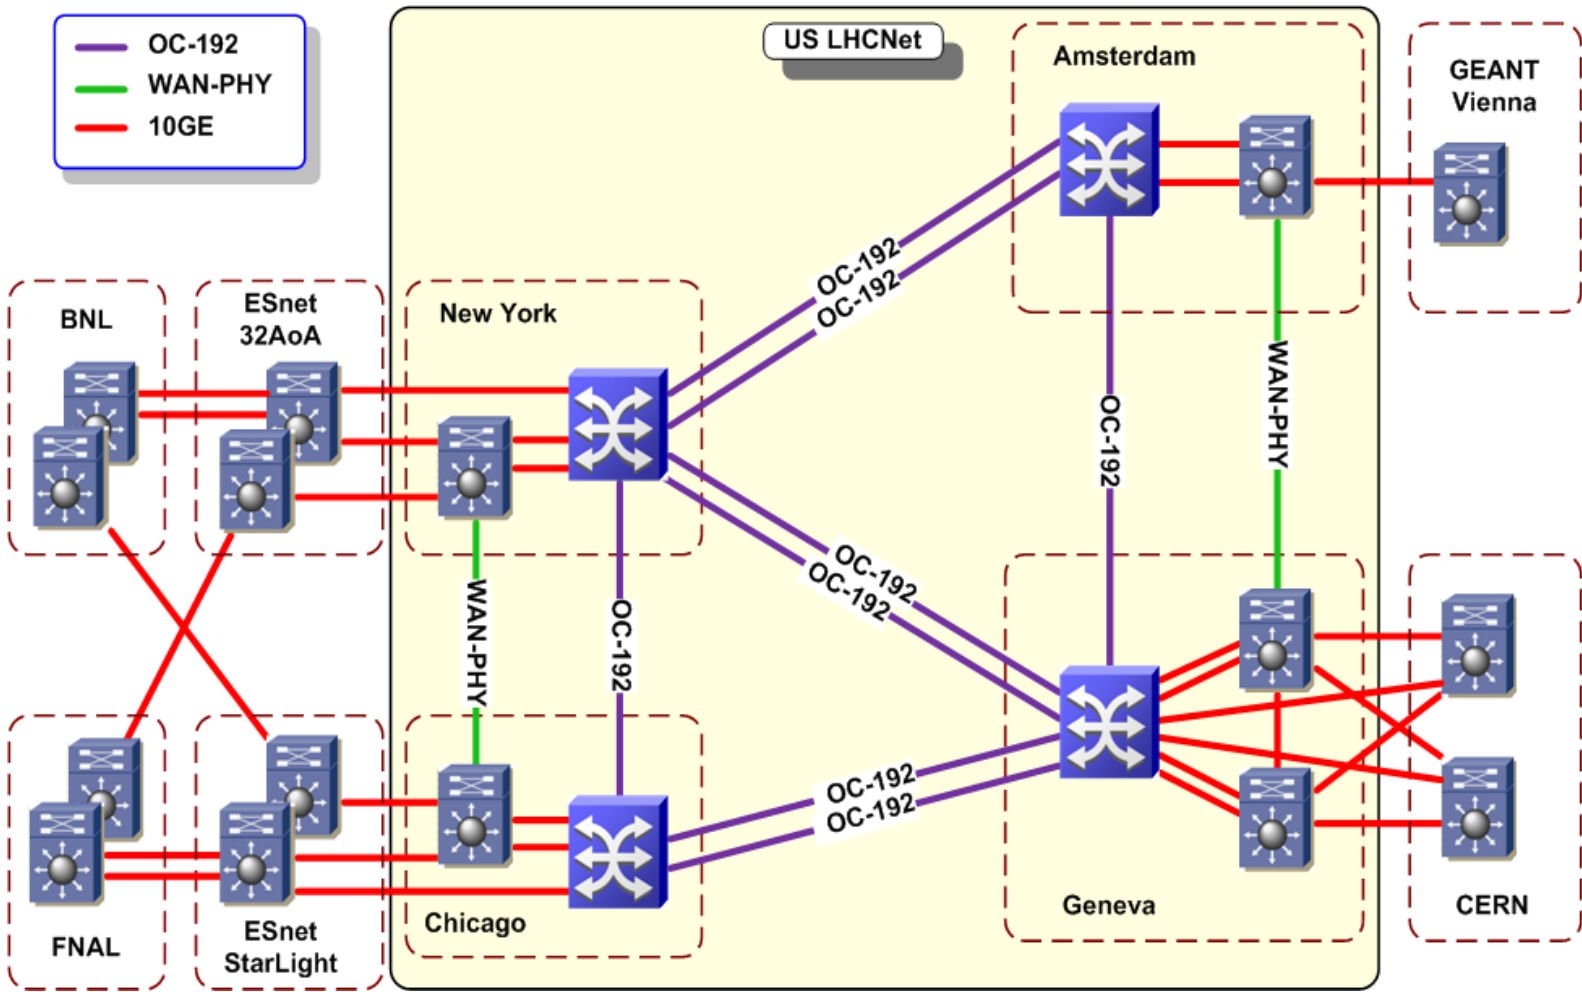 OC-192
WAN-PHY
10GE
US LHCNet
Amsterdam
GEANT
Vienna
BNL
ESnet
32AoA
New York
OC-192
OC-192
OC-192
WAN-PHY
OC-192
OC-192
WAN-PHY
OC-192
OC-192
OC-192
Chicago
Geneva
CERN
FNAL
ESnet
StarLight